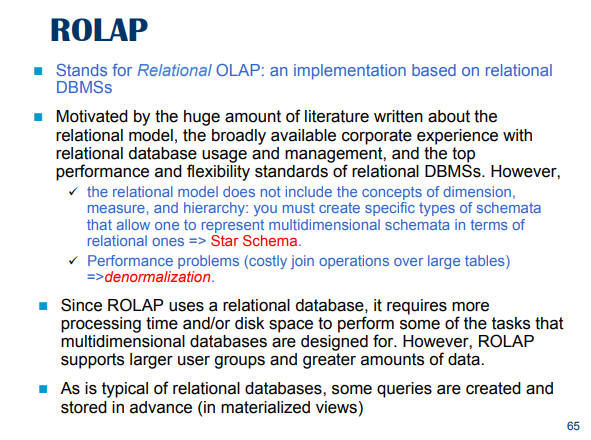 ROLAP
Stands for Relational OLAP: an implementation based on relational
DBMSs
Motivated by the huge amount of literature written about the
relational model, the broadly available corporate experience with
relational database usage and management, and the top
performance and flexibility standards of relational DBMSs. However,
✓ the relational model does not include the concepts of dimension,
measure, and hierarchy: you must create specific types of schemata
that allow one to represent multidimensional schemata in terms of
relational ones => Star Schema.
✓ Performance problems (costly join operations over large tables)
=>denormalization.
Since ROLAP uses a relational database, it requires more
processing time and/or disk space to perform some of the tasks that
multidimensional databases are designed for. However, ROLAP
supports larger user groups and greater amounts of data.
As is typical of relational databases, some queries are created and
stored in advance (in materialized views)
65